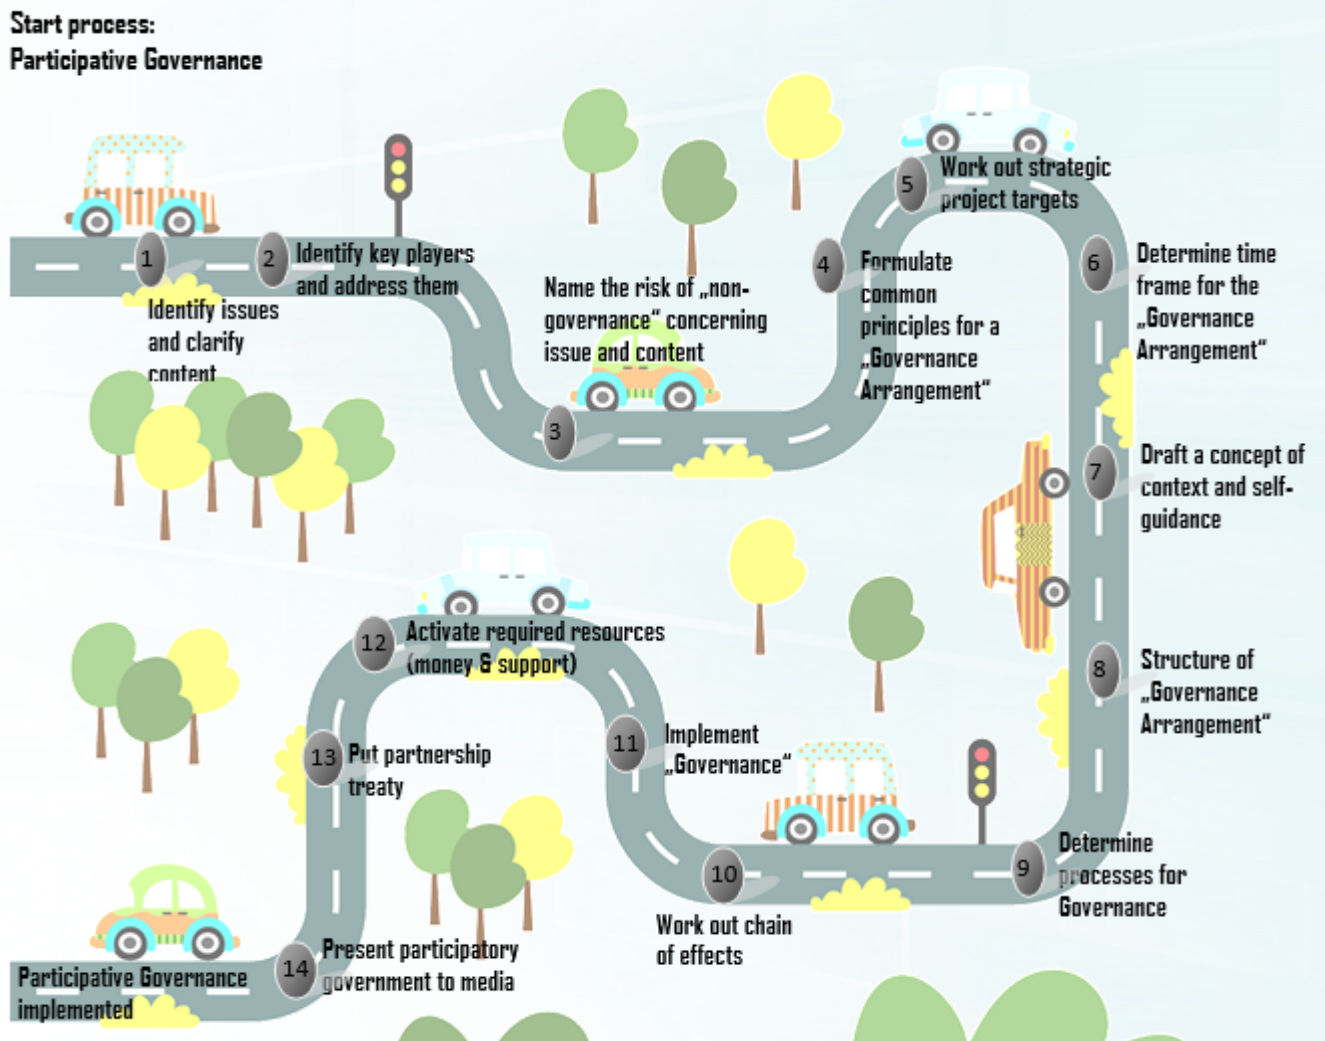 Start process:
Participative Governance
1
Identify issues
and clarify
content
2
Identify key players
and address them
3
Name the risk of „non-
governance“ concerning
issue and content
4
Formulate
common
principles for a
„Governance
Arrangement“
5
Work out strategic
project targets
6
Determine time
frame for the
„Governance
Arrangement“
7
Draft a concept of
context and self-
guidance
8
Structure of
„Governance
Arrangement“
9
Determine
processes for
Governance
10
Work out chain
of effects
11
Implement
„Governance“
12
Activate required resources
(money & support)
13
Put partnership
treaty
14
Present participatory
government to media
Participative Governance
implemented